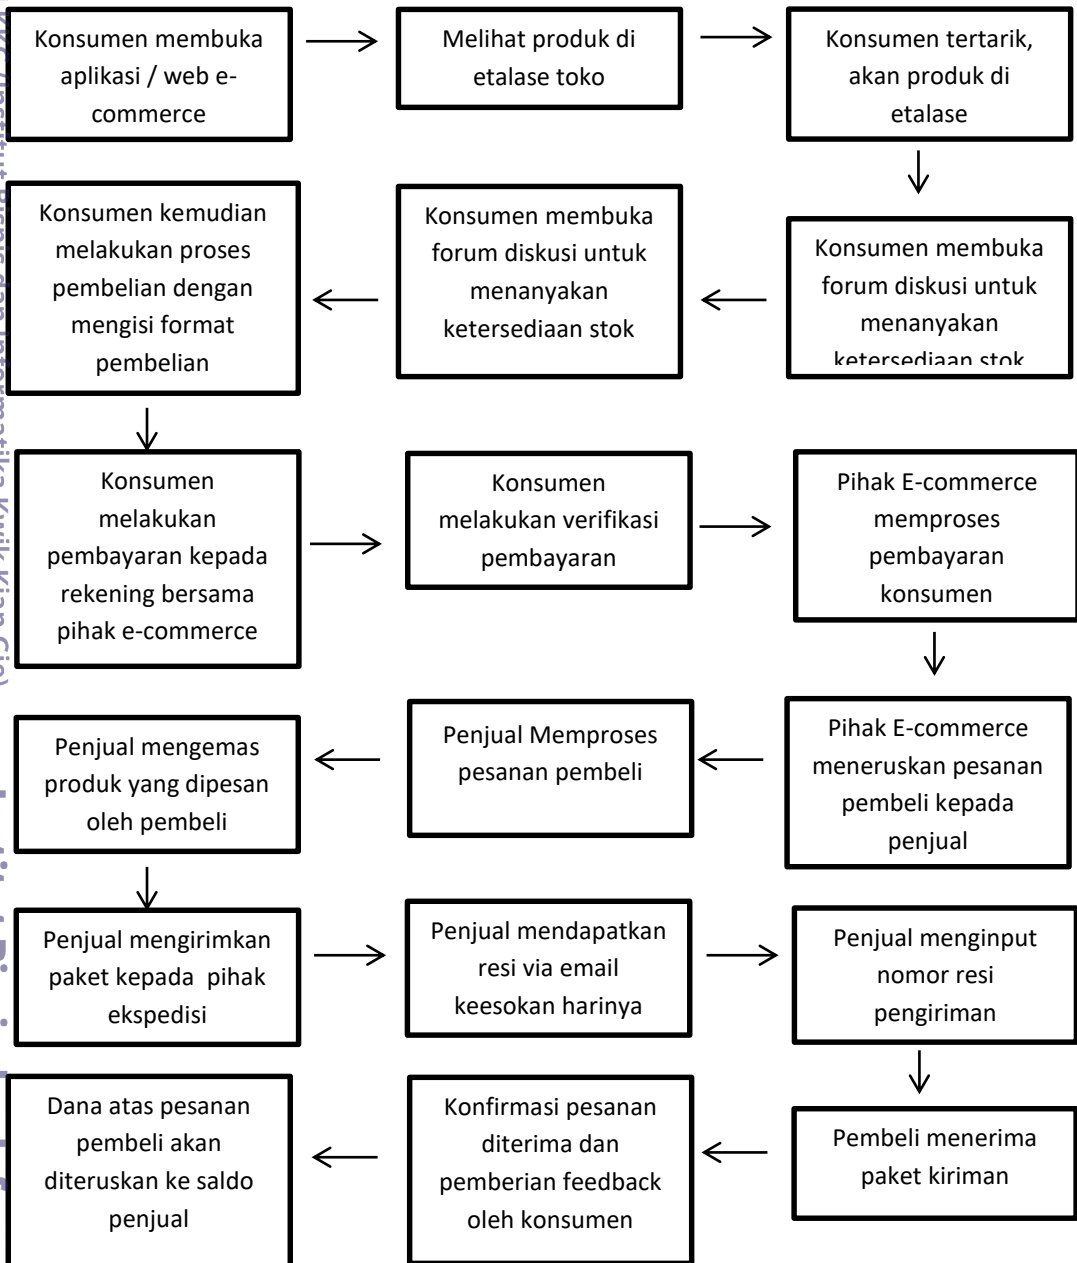 Konsumen membuka
aplikasi / web e-
commerce
Melihat produk di
etalase toko
Konsumen tertarik,
akan produk di
etalase
Konsumen membuka
forum diskusi untuk
menanyakan
ketersediaan stok
Konsumen membuka
forum diskusi untuk
menanyakan
ketersediaan stok
Konsumen kemudian
melakukan proses
pembelian dengan
mengisi format
pembelian
Konsumen
melakukan
pembayaran kepada
rekening bersama
pihak e-commerce
Konsumen
melakukan verifikasi
pembayaran
Pihak E-commerce
memproses
pembayaran
konsumen
Pihak E-commerce
meneruskan pesanan
pembeli kepada
penjual
Penjual Memproses
pesanan pembeli
Penjual mengemas
produk yang dipesan
oleh pembeli
Penjual mengirimkan
paket kepada  pihak
ekspedisi
Penjual mendapatkan
resi via email
keesokan harinya
Penjual menginput
nomor resi
pengiriman
Pembeli menerima
paket kiriman
Konfirmasi pesanan
diterima dan
pemberian feedback
oleh konsumen
Dana atas pesanan
pembeli akan
diteruskan ke saldo
penjual